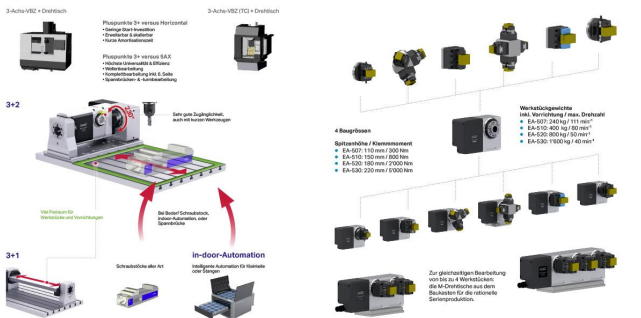 3-Achs-VBZ + Drehtisch
Pluspunkte 3+ versus Horizontal
• Geringe Start-Investition
• Erweiterbar & skalierbar
• Kurze Amortisationszeit
Pluspunkte 3+ versus 5AX
• Höchste Universalität & Effizienz
• Wellenbearbeitung
• Komplettbearbeitung inkl. 6. Seite
• Spannbrücken- & -turmbearbeitung
3-Achs-VBZ (TC) + Drehtisch
3+2
230°
Sehr gute Zugänglichkeit,
auch mit kurzen Werkzeugen
Viel Freiraum für
Werkstücke und Vorrichtungen
Bei Bedarf Schraubstock,
indoor-Automation, oder
Spannbrücke
3+1
Schraubstöcke aller Art
in-door-Automation
Intelligente Automation für Kleinteile
oder Stangen
4 Baugrössen
Spitzenhöhe / Klemmmoment
• EA-507: 110 mm / 300 Nm
• EA-510: 150 mm / 800 Nm
• EA-520: 180 mm / 2'000 Nm
• EA-530: 220 mm / 5'000 Nm
Werkstückgewichte
inkl. Vorrichtung / max. Drehzahl
• EA-507: 240 kg / 111 min⁻¹
• EA-510: 400 kg / 80 min⁻¹
• EA-520: 800 kg / 50 min⁻¹
• EA-530: 1'600 kg / 40 min⁻¹
Zur gleichzeitigen Bearbeitung
von bis zu 4 Werkstücken:
die M-Drehtische aus dem
Baukasten für die rationelle
Serienproduktion.